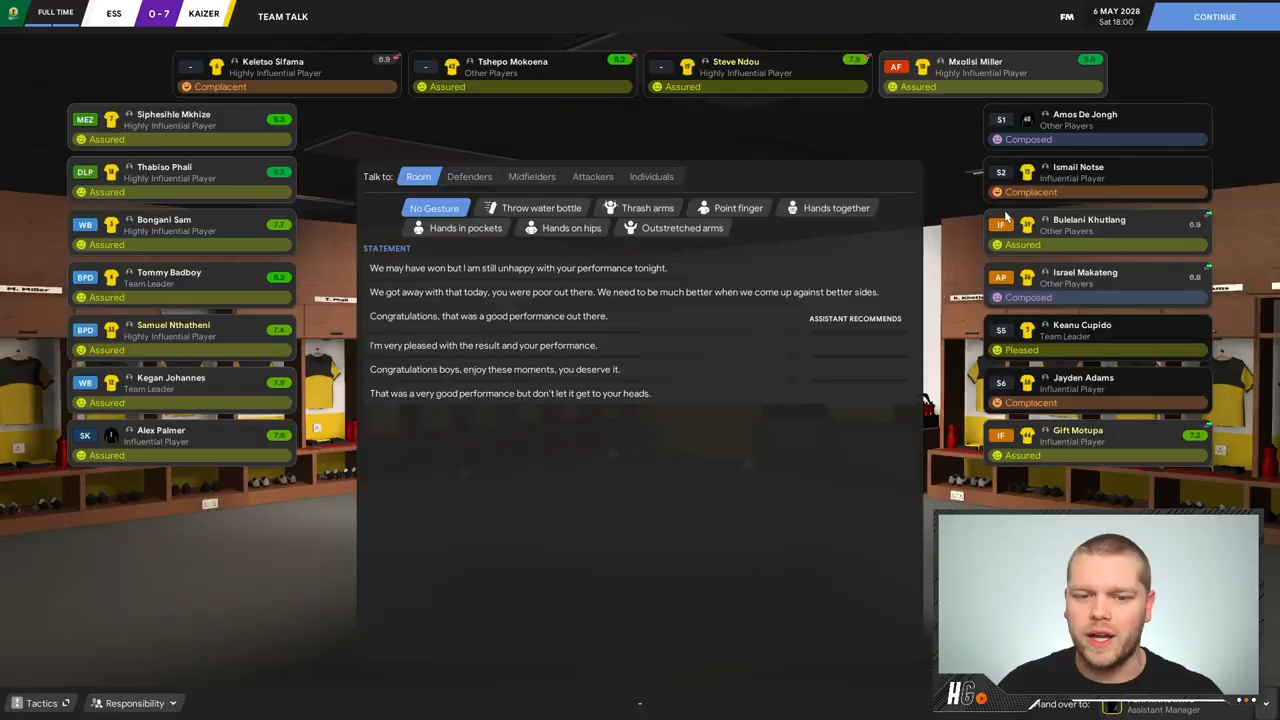 FULL TIME
ESS
0 - 7
KAIZER
TEAM TALK
FM
6 MAY 2028
Sat 18:00
CONTINUE
-
Keletso Sifama
Highly Influential Player
6.9
Complacent
-
Tshepo Mokoena
Other Players
8.2
Assured
-
Steve Ndou
Highly Influential Player
7.9
Assured
AF
Mxolisi Miller
Highly Influential Player
9.8
Assured
MEZ
Siphesihle Mkhize
Highly Influential Player
8.3
Assured
DLP
Thabiso Phali
Highly Influential Player
9.3
Assured
WB
Bongani Sam
Highly Influential Player
7.7
Assured
BPD
Tommy Badboy
Team Leader
8.3
Assured
BPD
Samuel Nthatheni
Highly Influential Player
7.4
Assured
WB
Kegan Johannes
Team Leader
7.9
Assured
SK
Alex Palmer
Influential Player
7.0
Assured
Talk to:
Room
Defenders
Midfielders
Attackers
Individuals
No Gesture
Throw water bottle
Thrash arms
Point finger
Hands together
Hands in pockets
Hands on hips
Outstretched arms
STATEMENT
We may have won but I am still unhappy with your performance tonight.
We got away with that today, you were poor out there. We need to be much better when we come up against better sides.
Congratulations, that was a good performance out there.
ASSISTANT RECOMMENDS
I'm very pleased with the result and your performance.
Congratulations boys, enjoy these moments, you deserve it.
That was a very good performance but don't let it get to your heads.
S1
Amos De Jongh
Other Players
Composed
S2
Ismail Notse
Influential Player
Complacent
IF
Bulelani Khutlang
Other Players
6.9
Assured
AP
Israel Makateng
Other Players
6.8
Composed
S5
Keanu Cupido
Team Leader
Pleased
S6
Jayden Adams
Influential Player
Complacent
IF
Gift Motupa
Influential Player
7.2
Assured
M. Miller
T. Phali
HG
Tactics
Responsibility
-
Hand over to:
Assistant Manager